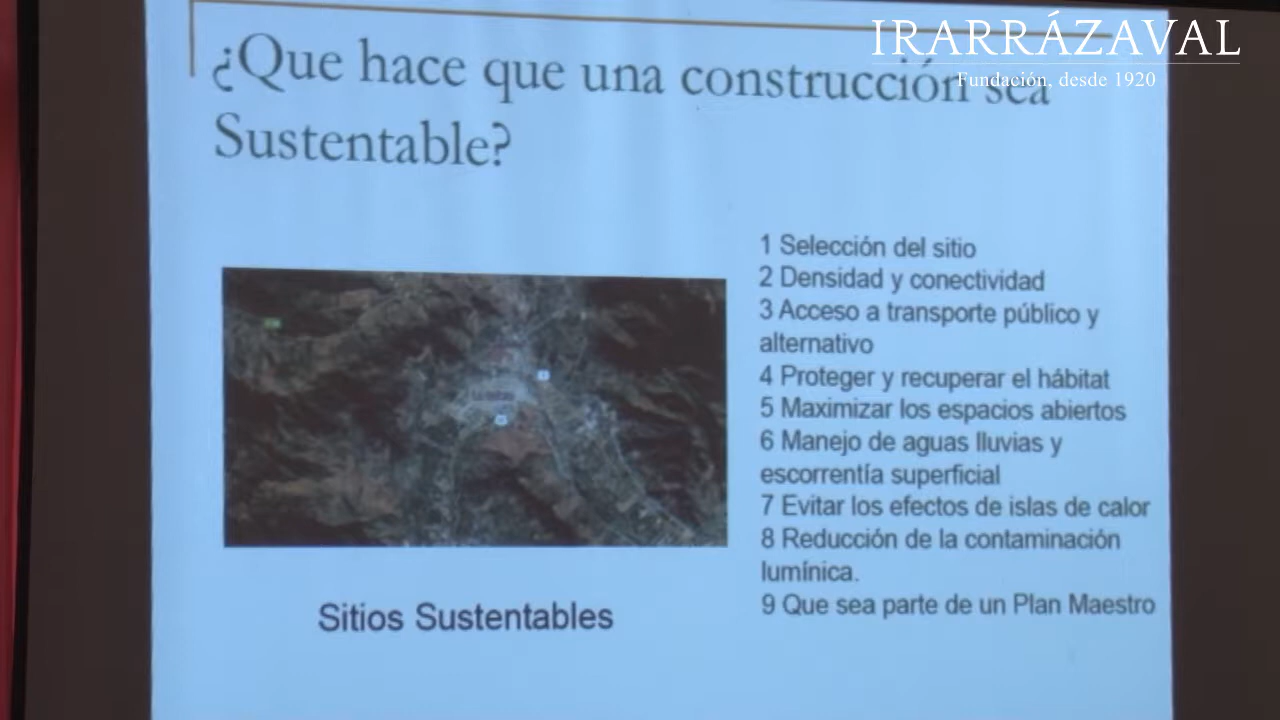 IRARRÁZAVAL
Fundación, desde 1920
¿Que hace que una construcción sea
Sustentable?
1 Selección del sitio
2 Densidad y conectividad
3 Acceso a transporte público y
alternativo
4 Proteger y recuperar el hábitat
5 Maximizar los espacios abiertos
6 Manejo de aguas lluvias y
escorrentía superficial
7 Evitar los efectos de islas de calor
8 Reducción de la contaminación
lumínica.
9 Que sea parte de un Plan Maestro
Sitios Sustentables